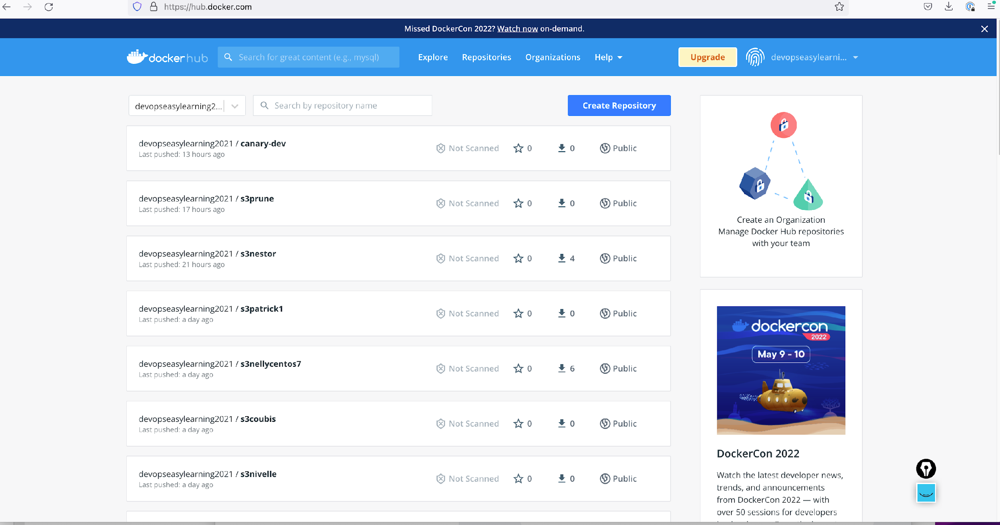 https://hub.docker.com
Missed DockerCon 2022? Watch now on-demand.
docker hub
Search for great content (e.g., mysql)
Explore
Repositories
Organizations
Help
Upgrade
devopseasylearni...
devopseasylearning2...
Search by repository name
Create Repository
devopseasylearning2021 / canary-dev
Last pushed: 13 hours ago
Not Scanned
0
0
Public
devopseasylearning2021 / s3prune
Last pushed: 17 hours ago
Not Scanned
0
0
Public
devopseasylearning2021 / s3nestor
Last pushed: 21 hours ago
Not Scanned
0
4
Public
devopseasylearning2021 / s3patrick1
Last pushed: a day ago
Not Scanned
0
0
Public
devopseasylearning2021 / s3nellycentos7
Last pushed: a day ago
Not Scanned
0
6
Public
devopseasylearning2021 / s3coubis
Last pushed: a day ago
Not Scanned
0
0
Public
devopseasylearning2021 / s3nivelle
Last pushed: a day ago
Not Scanned
0
0
Public
Create an Organization
Manage Docker Hub repositories
with your team
dockercon
2022
May 9 - 10
DockerCon 2022
Watch the latest developer news,
trends, and announcements
from DockerCon 2022 — with
over 50 sessions for developers